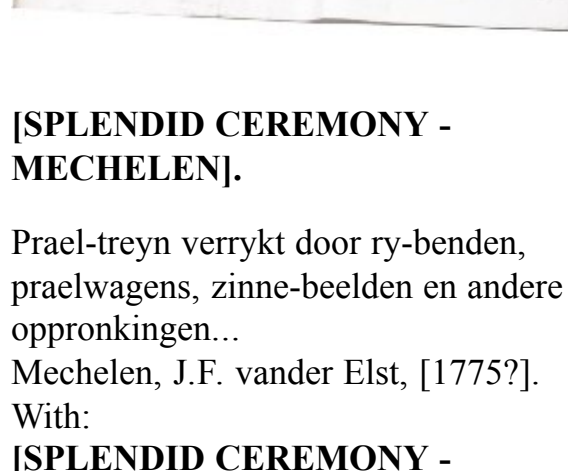 [SPLENDID CEREMONY -
MECHELEN].
Prael-treyn verrykt door ry-benden,
praelwagens, zinne-beelden en andere
oppronkingen...
Mechelen, J.F. vander Elst, [1775?].
With:
[SPLENDID CEREMONY -